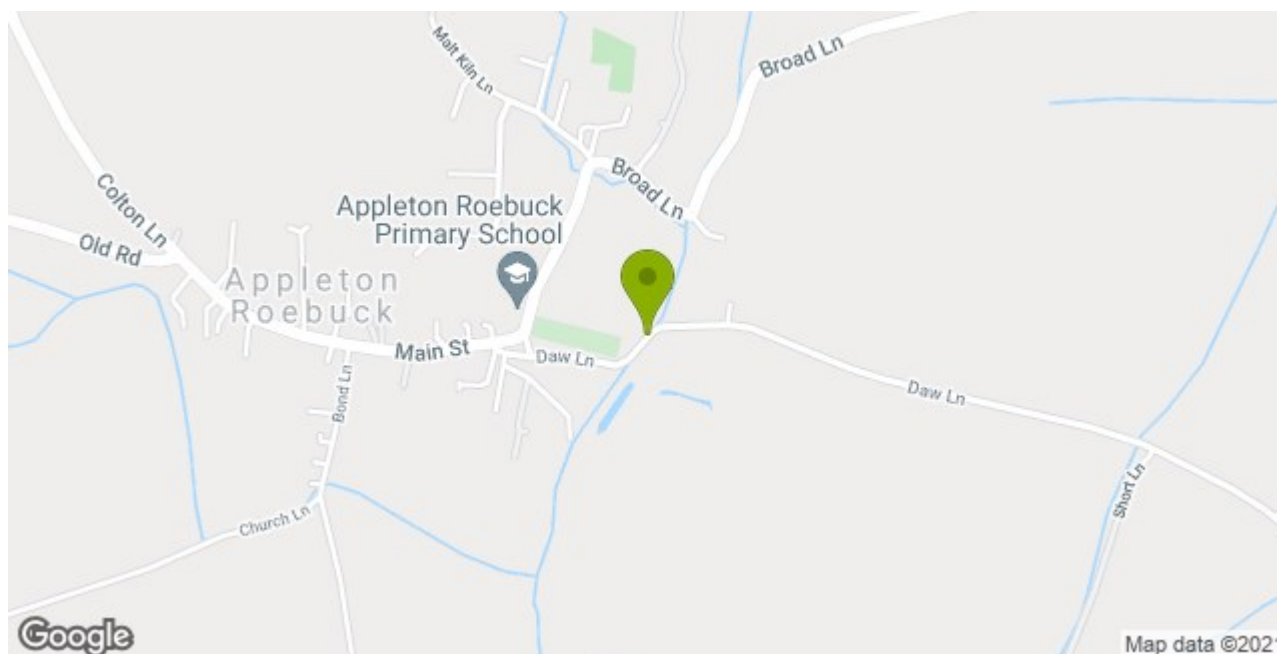 Malt Kiln Ln
Broad Ln
Broad Ln
Colton Ln
Old Rd
Appleton Roebuck
Primary School
Appleton
Roebuck
Main St
Daw Ln
Daw Ln
Bond Ln
Church Ln
Short Ln
Google
Map data ©2021